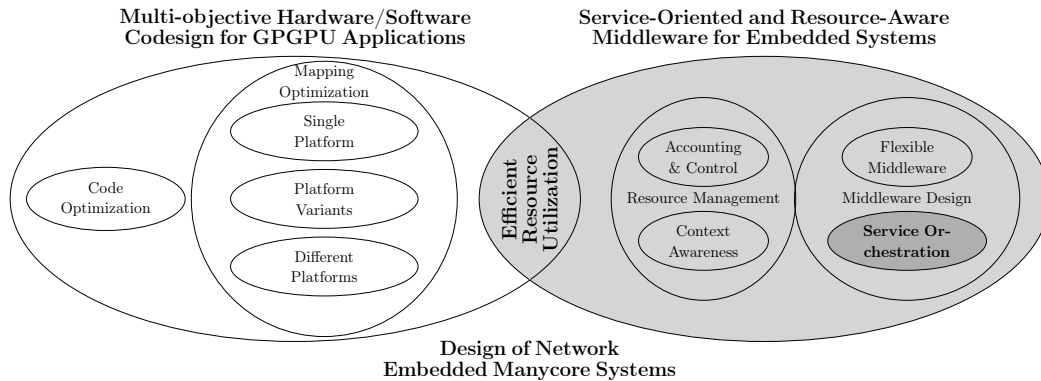 Multi-objective Hardware/Software
Codesign for GPGPU Applications
Service-Oriented and Resource-Aware
Middleware for Embedded Systems
Mapping
Optimization
Single
Platform
Code
Optimization
Platform
Variants
Different
Platforms
Efficient
Resource
Utilization
Accounting
& Control
Resource Management
Context
Awareness
Flexible
Middleware
Middleware Design
Service Or-
chestration
Design of Network
Embedded Manycore Systems